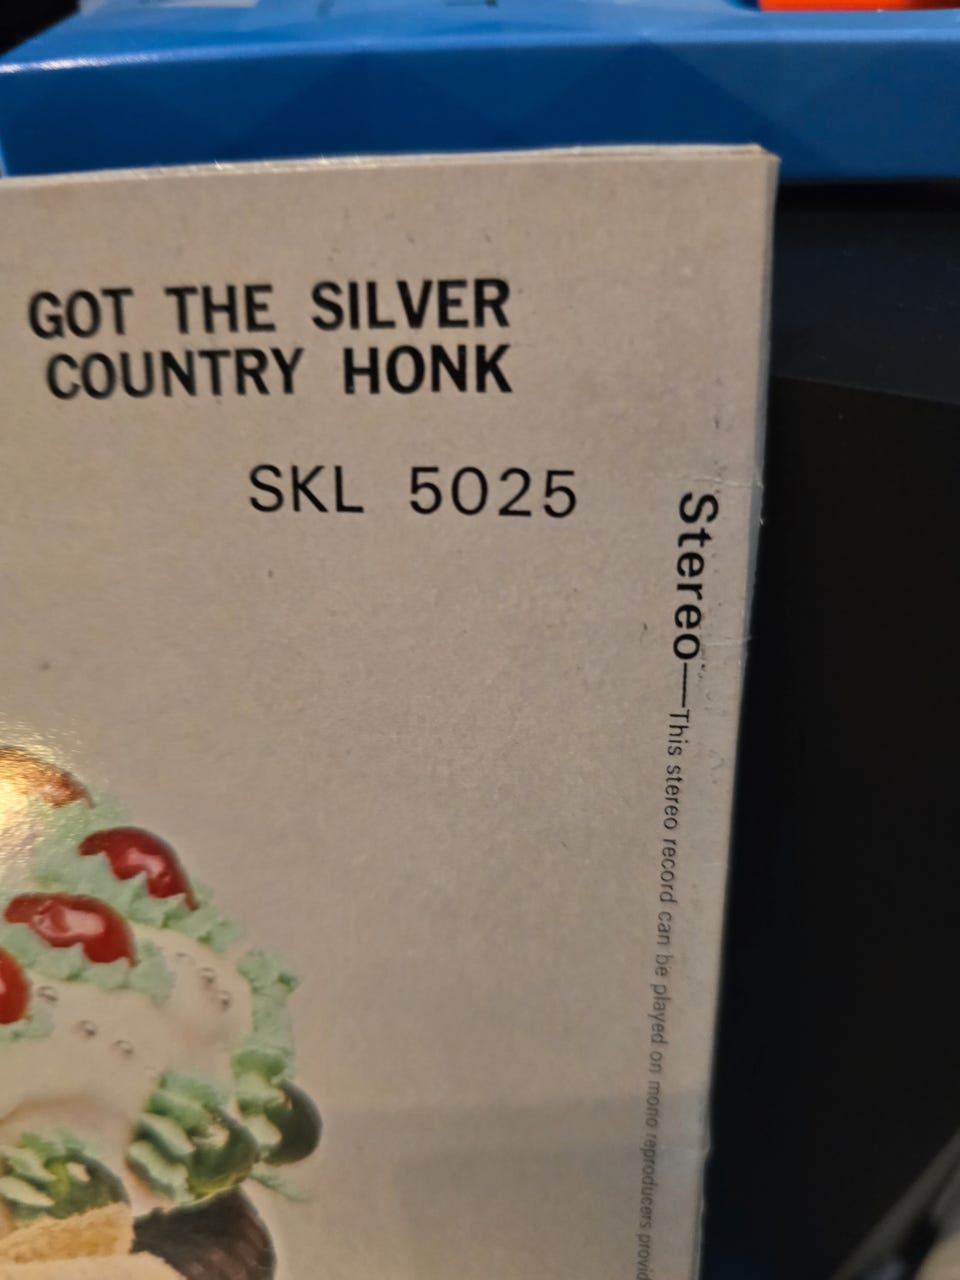 GOT THE SILVER
COUNTRY HONK
SKL 5025
Stereo—This stereo record can be played on mono reproducers